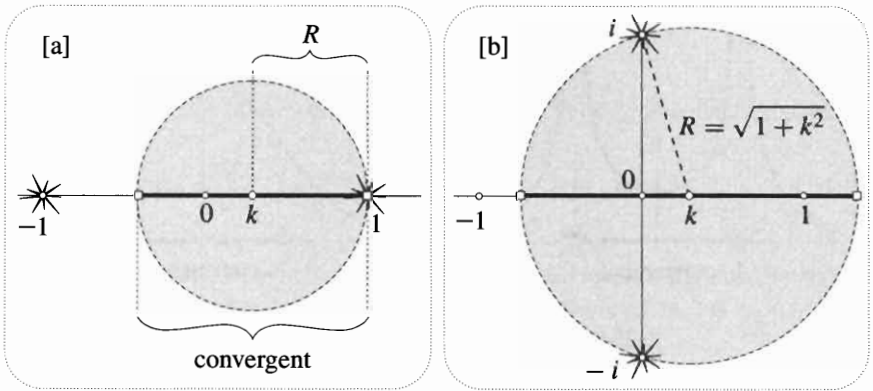 [a]
R
−1
0
k
1
convergent
[b]
i
R = √1 + k²
0
−1
k
1
− i